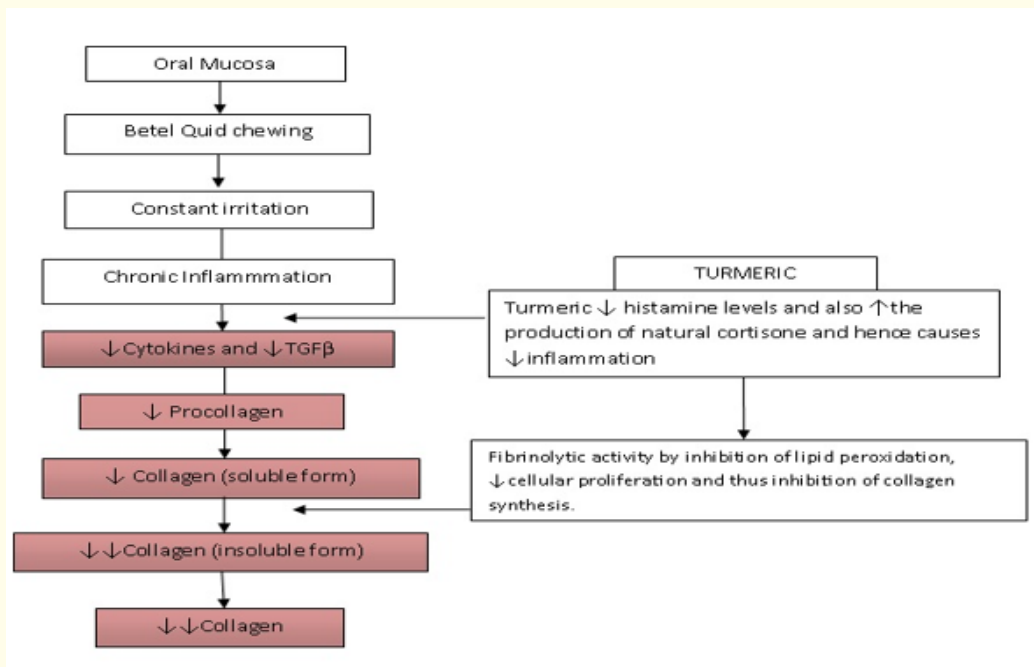 Oral Mucosa
Betel Quid chewing
Constant irritation
Chronic Inflammmation
↓Cytokines and ↓TGFβ
↓ Procollagen
↓ Collagen (soluble form)
↓↓Collagen (insoluble form)
↓↓Collagen
TURMERIC
Turmeric ↓ histamine levels and also ↑ the
production of natural cortisone and hence causes
↓inflammation
Fibrinolytic activity by inhibition of lipid peroxidation,
↓cellular proliferation and thus inhibition of collagen
synthesis.